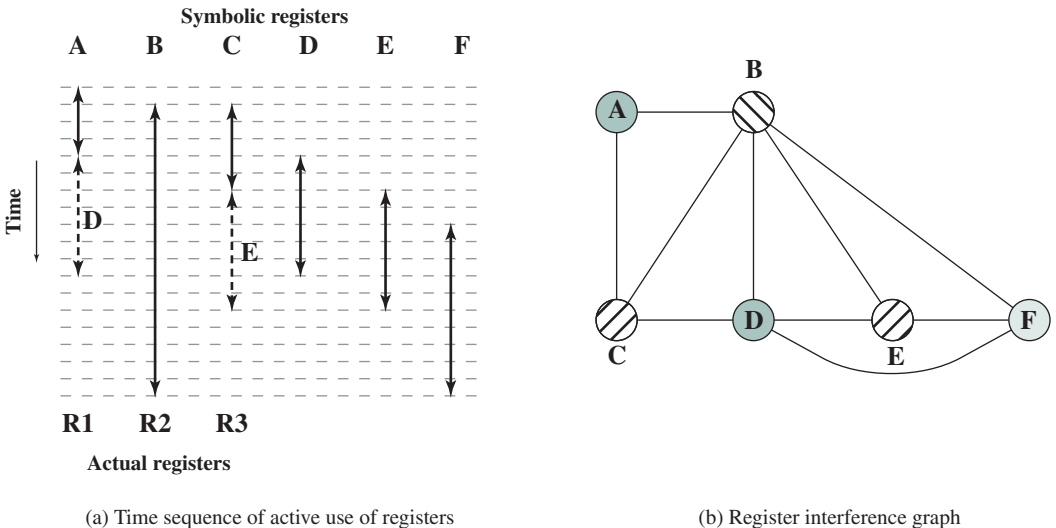 Symbolic registers
A B C D E F
Time
D
E
R1 R2 R3
Actual registers
(a) Time sequence of active use of registers
B
A
D
F
C
E
(b) Register interference graph